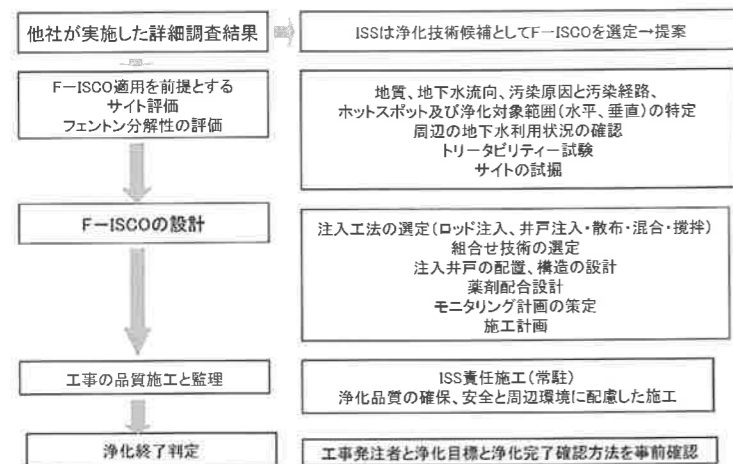 他社が実施した詳細調査結果
ISSは浄化技術候補としてF－ISCOを選定→提案
F－ISCO適用を前提とする
サイト評価
フェントン分解性の評価
地質、地下水流向、汚染原因と汚染経路、
ホットスポット及び浄化対象範囲(水平、垂直)の特定
周辺の地下水利用状況の確認
トリータビリティー試験
サイトの試掘
F－ISCOの設計
注入工法の選定(ロッド注入、井戸注入・散布・混合・撹拌)
組合せ技術の選定
注入井戸の配置、構造の設計
薬剤配合設計
モニタリング計画の策定
施工計画
工事の品質施工と監理
ISS責任施工(常駐)
浄化品質の確保、安全と周辺環境に配慮した施工
浄化終了判定
工事発注者と浄化目標と浄化完了確認方法を事前確認